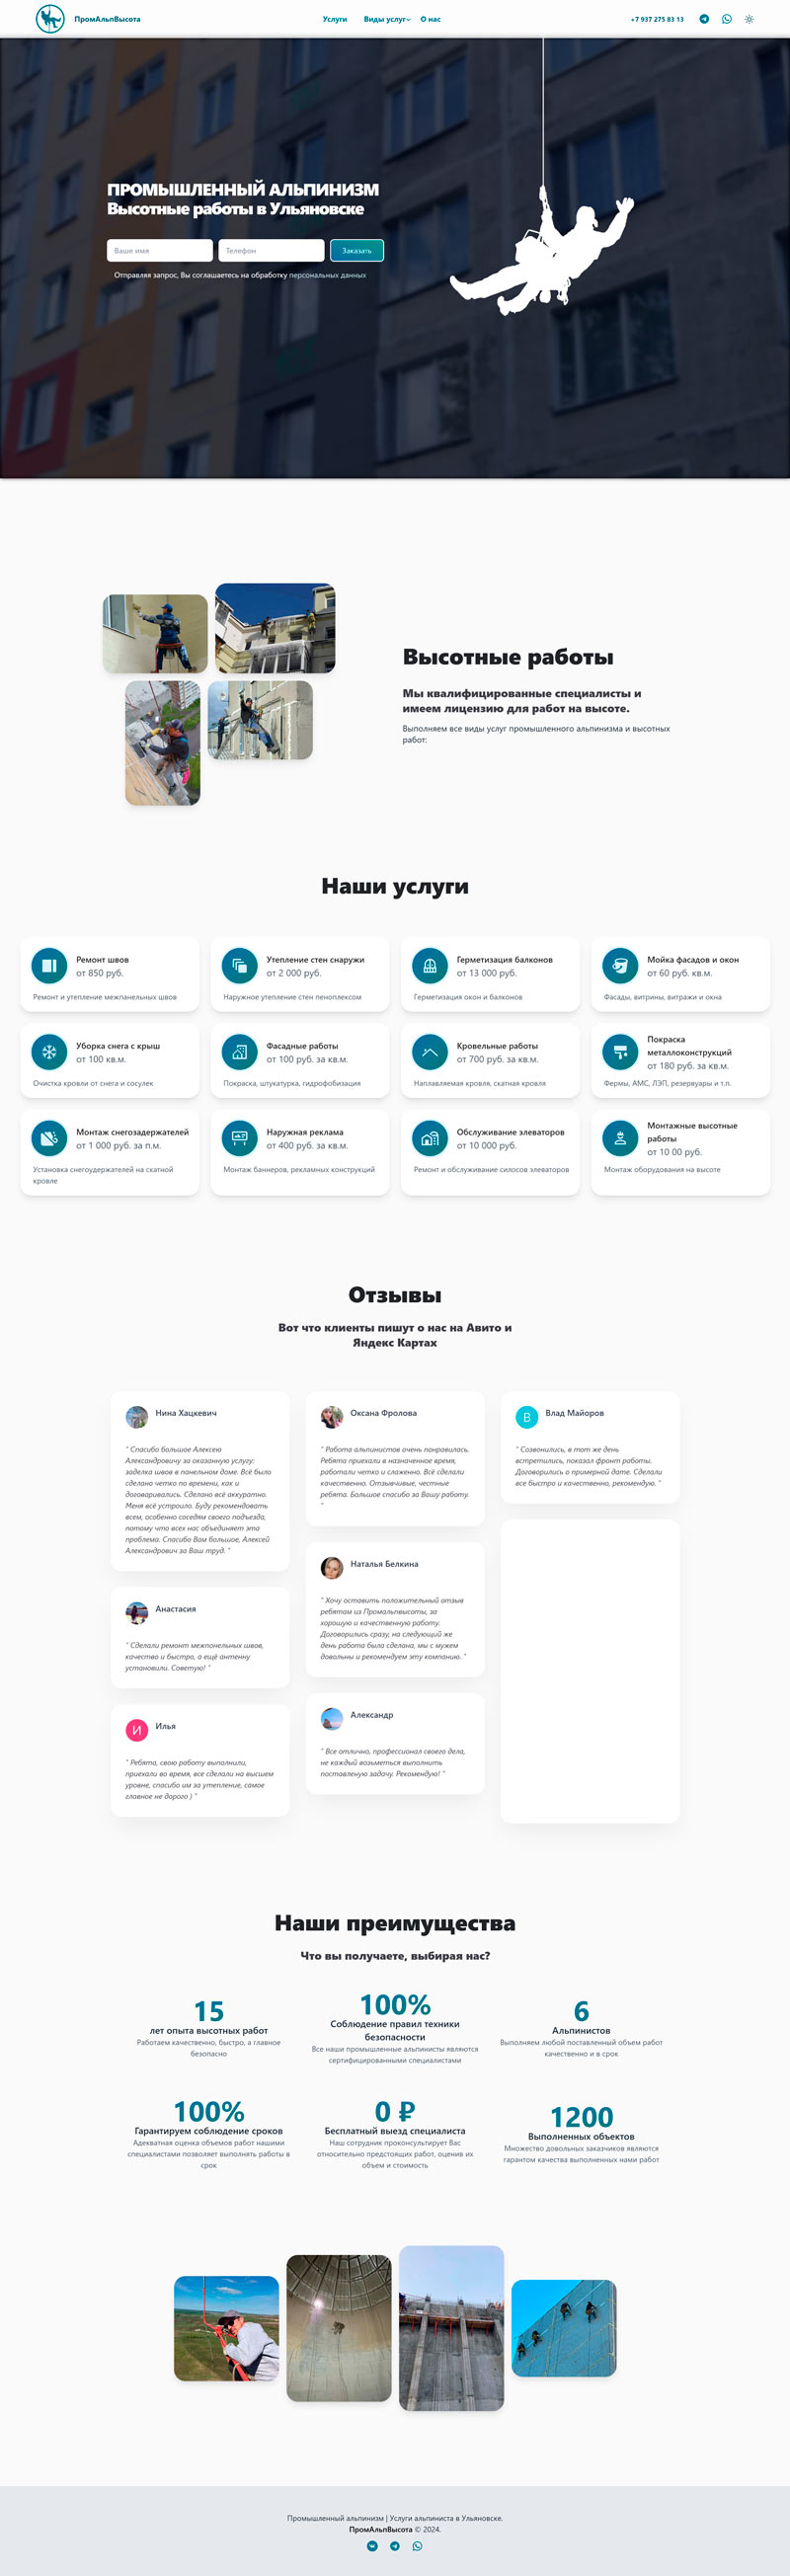 ПромАльпВысота
Услуги
Виды услуг
О нас
+7 937 275 83 13
ПРОМЫШЛЕННЫЙ АЛЬПИНИЗМ
Высотные работы в Ульяновске
Ваше имя
Телефон
Заказать
Отправляя запрос, Вы соглашаетесь на обработку персональных данных
Высотные работы
Мы квалифицированные специалисты и
имеем лицензию для работ на высоте.
Выполняем все виды услуг промышленного альпинизма и высотных
работ:
Наши услуги
Ремонт швов
от 850 руб.
Ремонт и утепление межпанельных швов
Утепление стен снаружи
от 2 000 руб.
Наружное утепление стен пеноплексом
Герметизация балконов
от 13 000 руб.
Герметизация окон и балконов
Мойка фасадов и окон
от 60 руб. кв.м.
Фасады, витрины, витражи и окна
Уборка снега с крыш
от 100 кв.м.
Очистка кровли от снега и сосулек
Фасадные работы
от 100 руб. за кв.м.
Покраска, штукатурка, гидрофобизация
Кровельные работы
от 700 руб. за кв.м.
Наплавляемая кровля, скатная кровля
Покраска
металлоконструкций
от 180 руб. за кв.м.
Фермы, АМС, ЛЭП, резервуары и т.п.
Монтаж снегозадержателей
от 1 000 руб. за п.м.
Установка снегоудержателей на скатной
кровле
Наружная реклама
от 400 руб. за кв.м.
Монтаж баннеров, рекламных конструкций
Обслуживание элеваторов
от 10 000 руб.
Ремонт и обслуживание силосов элеваторов
Монтажные высотные
работы
от 10 00 руб.
Монтаж оборудования на высоте
Отзывы
Вот что клиенты пишут о нас на Авито и
Яндекс Картах
Нина Хацкевич
" Спасибо большое Алексею
Александровичу за оказанную услугу:
заделка швов в панельном доме. Всё было
сделано четко по времени, как и
договаривались. Сделано всё аккуратно.
Меня всё устроило. Буду рекомендовать
всем, особенно соседям своего подъезда,
потому что всех нас объединяет эта
проблема. Спасибо Вам большое, Алексей
Александрович за Ваш труд. "
Анастасия
" Сделали ремонт межпонельных швов,
качество и быстро, а ещё антенну
установили. Советую! "
И
Илья
" Ребята, свою работу выполнили,
приехали во время, все сделали на высшем
уровне, спасибо им за утепление, самое
главное не дорого ) "
Оксана Фролова
" Работа альпинистов очень понравилась.
Ребята приехали в назначенное время,
работали четко и слаженно. Всё сделали
качественно. Отзывчивые, честные
ребята. Большое спасибо за Вашу работу.
"
Наталья Белкина
" Хочу оставить положительный отзыв
ребятам из Промальпвысоты, за
хорошую и качественную работу.
Договорились сразу, на следующий же
день работа была сделана, мы с мужем
довольны и рекомендуем эту компанию. "
Александр
" Все отлично, профессионал своего дела,
не каждый возьметься выполнить
поставленую задачу. Рекомендую! "
В
Влад Майоров
" Созвонились, в тот же день
встретились, показал фронт работы.
Договорились о примерной дате. Сделали
все быстро и качественно, рекомендую. "
Наши преимущества
Что вы получаете, выбирая нас?
15
лет опыта высотных работ
Работаем качественно, быстро, а главное
безопасно
100%
Соблюдение правил техники
безопасности
Все наши промышленные альпинисты являются
сертифицированными специалистами
6
Альпинистов
Выполняем любой поставленный объем работ
качественно и в срок
100%
Гарантируем соблюдение сроков
Адекватная оценка объемов работ нашими
специалистами позволяет выполнять работы в
срок
0 ₽
Бесплатный выезд специалиста
Наш сотрудник проконсультирует Вас
относительно предстоящих работ, оценив их
объем и стоимость
1200
Выполненных объектов
Множество довольных заказчиков являются
гарантом качества выполненных нами работ
Промышленный альпинизм | Услуги альпиниста в Ульяновске.
ПромАльпВысота © 2024.